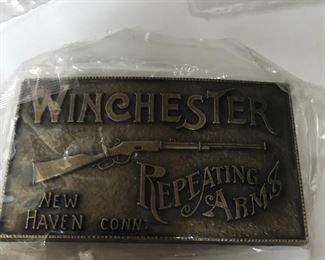 WINCHESTER
REPEATING
ARMS
NEW
HAVEN CONN.